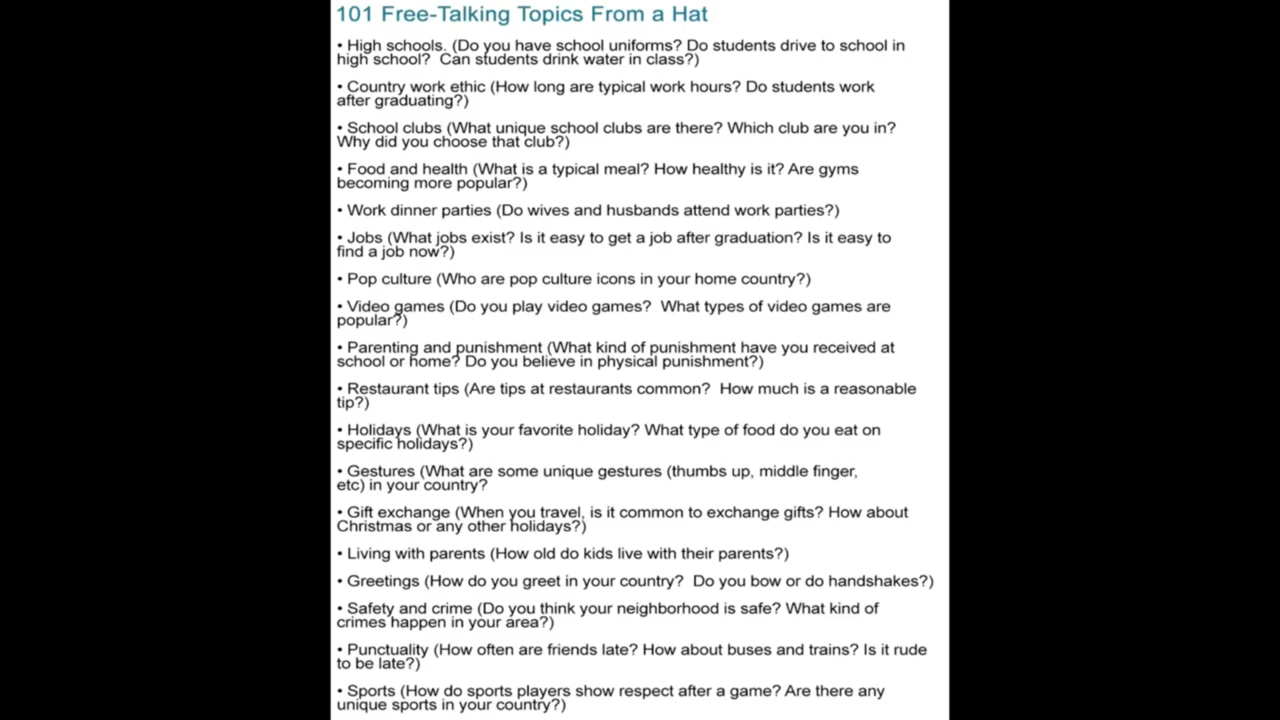 101 Free-Talking Topics From a Hat
• High schools. (Do you have school uniforms? Do students drive to school in
high school?  Can students drink water in class?)
• Country work ethic (How long are typical work hours? Do students work
after graduating?)
• School clubs (What unique school clubs are there? Which club are you in?
Why did you choose that club?)
• Food and health (What is a typical meal? How healthy is it? Are gyms
becoming more popular?)
• Work dinner parties (Do wives and husbands attend work parties?)
• Jobs (What jobs exist? Is it easy to get a job after graduation? Is it easy to
find a job now?)
• Pop culture (Who are pop culture icons in your home country?)
• Video games (Do you play video games?  What types of video games are
popular?)
• Parenting and punishment (What kind of punishment have you received at
school or home? Do you believe in physical punishment?)
• Restaurant tips (Are tips at restaurants common?  How much is a reasonable
tip?)
• Holidays (What is your favorite holiday? What type of food do you eat on
specific holidays?)
• Gestures (What are some unique gestures (thumbs up, middle finger,
etc) in your country?
• Gift exchange (When you travel, is it common to exchange gifts? How about
Christmas or any other holidays?)
• Living with parents (How old do kids live with their parents?)
• Greetings (How do you greet in your country?  Do you bow or do handshakes?)
• Safety and crime (Do you think your neighborhood is safe? What kind of
crimes happen in your area?)
• Punctuality (How often are friends late? How about buses and trains? Is it rude
to be late?)
• Sports (How do sports players show respect after a game? Are there any
unique sports in your country?)